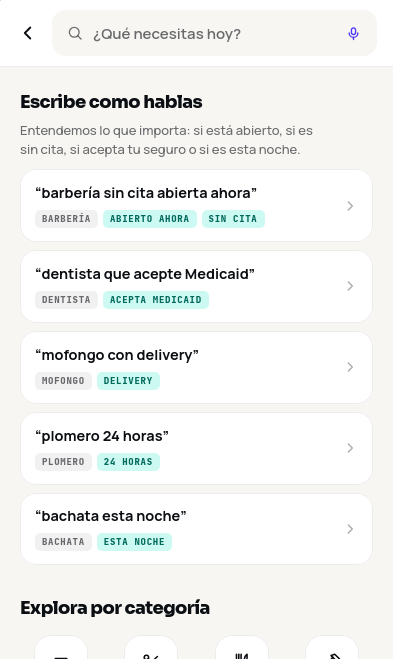 ¿Qué necesitas hoy?
Escribe como hablas
Entendemos lo que importa: si está abierto, si es
sin cita, si acepta tu seguro o si es esta noche.
“barbería sin cita abierta ahora”
BARBERÍA ABIERTO AHORA SIN CITA
“dentista que acepte Medicaid”
DENTISTA ACEPTA MEDICAID
“mofongo con delivery”
MOFONGO DELIVERY
“plomero 24 horas”
PLOMERO 24 HORAS
“bachata esta noche”
BACHATA ESTA NOCHE
Explora por categoría